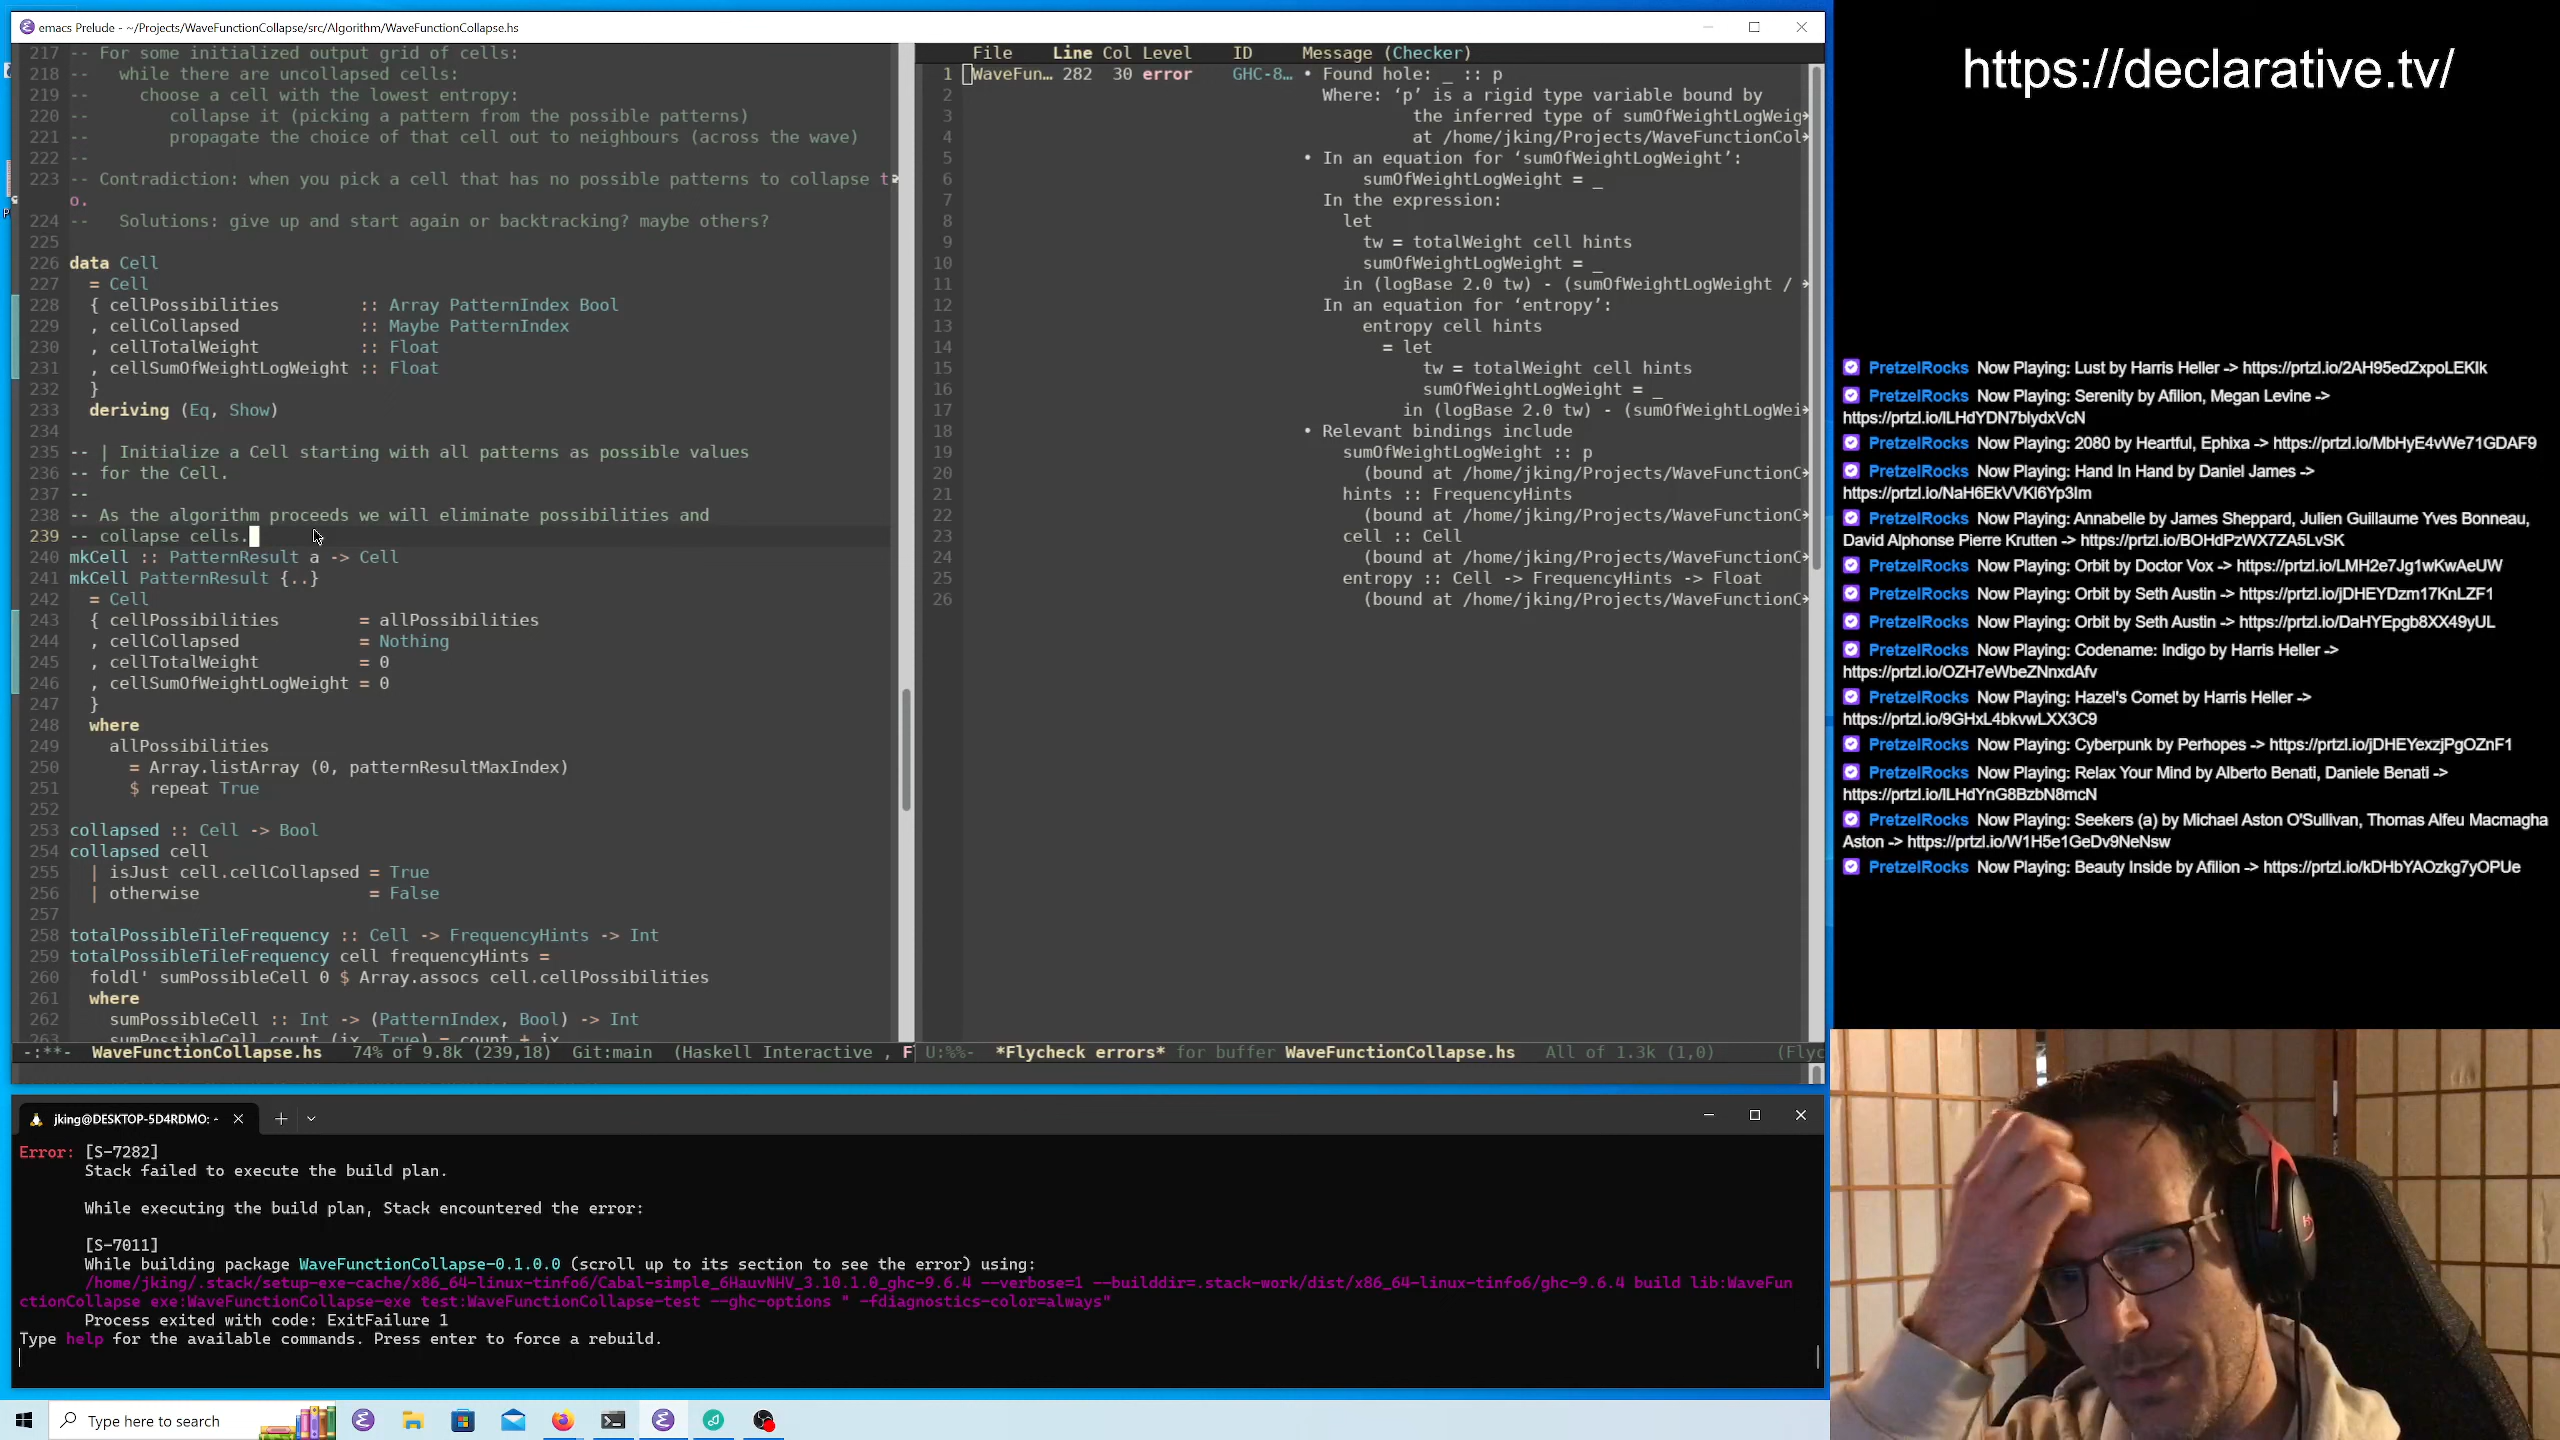 emacs Prelude - ~/Projects/WaveFunctionCollapse/src/Algorithm/WaveFunctionCollapse.hs
217 -- For some initialized output grid of cells:
218 --   while there are uncollapsed cells:
219 --     choose a cell with the lowest entropy:
220 --        collapse it (picking a pattern from the possible patterns)
221 --        propagate the choice of that cell out to neighbours (across the wave)
222 --
223 -- Contradiction: when you pick a cell that has no possible patterns to collapse t
o.
224 --   Solutions: give up and start again or backtracking? maybe others?
225
226 data Cell
227   = Cell
228   { cellPossibilities        :: Array PatternIndex Bool
229   , cellCollapsed            :: Maybe PatternIndex
230   , cellTotalWeight          :: Float
231   , cellSumOfWeightLogWeight :: Float
232   }
233   deriving (Eq, Show)
234
235 -- | Initialize a Cell starting with all patterns as possible values
236 -- for the Cell.
237 --
238 -- As the algorithm proceeds we will eliminate possibilities and
239 -- collapse cells.
240 mkCell :: PatternResult a -> Cell
241 mkCell PatternResult {..}
242   = Cell
243   { cellPossibilities        = allPossibilities
244   , cellCollapsed            = Nothing
245   , cellTotalWeight          = 0
246   , cellSumOfWeightLogWeight = 0
247   }
248   where
249     allPossibilities
250       = Array.listArray (0, patternResultMaxIndex)
251       $ repeat True
252
253 collapsed :: Cell -> Bool
254 collapsed cell
255   | isJust cell.cellCollapsed = True
256   | otherwise                 = False
257
258 totalPossibleTileFrequency :: Cell -> FrequencyHints -> Int
259 totalPossibleTileFrequency cell frequencyHints =
260   foldl' sumPossibleCell 0 $ Array.assocs cell.cellPossibilities
261   where
262     sumPossibleCell :: Int -> (PatternIndex, Bool) -> Int
263     sumPossibleCell count (ix, True) = count + ix
-:**-  WaveFunctionCollapse.hs   74% of 9.8k (239,18)   Git:main   (Haskell Interactive , F
File Line Col Level ID Message (Checker)
1 WaveFun… 282 30 error GHC-8… • Found hole: _ :: p
2 Where: ‘p’ is a rigid type variable bound by
3 the inferred type of sumOfWeightLogWeig
4 at /home/jking/Projects/WaveFunctionCol
5 • In an equation for ‘sumOfWeightLogWeight’:
6 sumOfWeightLogWeight = _
7 In the expression:
8 let
9 tw = totalWeight cell hints
10 sumOfWeightLogWeight = _
11 in (logBase 2.0 tw) - (sumOfWeightLogWeight /
12 In an equation for ‘entropy’:
13 entropy cell hints
14 = let
15 tw = totalWeight cell hints
16 sumOfWeightLogWeight = _
17 in (logBase 2.0 tw) - (sumOfWeightLogWei
18 • Relevant bindings include
19 sumOfWeightLogWeight :: p
20 (bound at /home/jking/Projects/WaveFunctionC
21 hints :: FrequencyHints
22 (bound at /home/jking/Projects/WaveFunctionC
23 cell :: Cell
24 (bound at /home/jking/Projects/WaveFunctionC
25 entropy :: Cell -> FrequencyHints -> Float
26 (bound at /home/jking/Projects/WaveFunctionC
U:%%-  *Flycheck errors* for buffer WaveFunctionCollapse.hs   All of 1.3k (1,0)   (Flyc
jking@DESKTOP-5D4RDMO: -
Error: [S-7282]
Stack failed to execute the build plan.
While executing the build plan, Stack encountered the error:
[S-7011]
While building package WaveFunctionCollapse-0.1.0.0 (scroll up to its section to see the error) using:
/home/jking/.stack/setup-exe-cache/x86_64-linux-tinfo6/Cabal-simple_6HauvNHV_3.10.1.0_ghc-9.6.4 --verbose=1 --builddir=.stack-work/dist/x86_64-linux-tinfo6/ghc-9.6.4 build lib:WaveFun
ctionCollapse exe:WaveFunctionCollapse-exe test:WaveFunctionCollapse-test --ghc-options " -fdiagnostics-color=always"
Process exited with code: ExitFailure 1
Type help for the available commands. Press enter to force a rebuild.
Type here to search
https://declarative.tv/
PretzelRocks Now Playing: Lust by Harris Heller -> https://prtzl.io/2AH95edZxpoLEKlk
PretzelRocks Now Playing: Serenity by Afilion, Megan Levine ->
https://prtzl.io/lLHdYDN7blydxVcN
PretzelRocks Now Playing: 2080 by Heartful, Ephixa -> https://prtzl.io/MbHyE4vWe71GDAF9
PretzelRocks Now Playing: Hand In Hand by Daniel James ->
https://prtzl.io/NaH6EkVVKl6Yp3Im
PretzelRocks Now Playing: Annabelle by James Sheppard, Julien Guillaume Yves Bonneau,
David Alphonse Pierre Krutten -> https://prtzl.io/BOHdPzWX7ZA5LvSK
PretzelRocks Now Playing: Orbit by Doctor Vox -> https://prtzl.io/LMH2e7Jg1wKwAeUW
PretzelRocks Now Playing: Orbit by Seth Austin -> https://prtzl.io/jDHEYDzm17KnLZF1
PretzelRocks Now Playing: Orbit by Seth Austin -> https://prtzl.io/DaHYEpgb8XX49yUL
PretzelRocks Now Playing: Codename: Indigo by Harris Heller ->
https://prtzl.io/OZH7eWbeZNnxdAfv
PretzelRocks Now Playing: Hazel's Comet by Harris Heller ->
https://prtzl.io/9GHxL4bkvwLXX3C9
PretzelRocks Now Playing: Cyberpunk by Perhopes -> https://prtzl.io/jDHEYexzjPgOZnF1
PretzelRocks Now Playing: Relax Your Mind by Alberto Benati, Daniele Benati ->
https://prtzl.io/lLHdYnG8BzbN8mcN
PretzelRocks Now Playing: Seekers (a) by Michael Aston O'Sullivan, Thomas Alfeu Macmagha
Aston -> https://prtzl.io/W1H5e1GeDv9NeNsw
PretzelRocks Now Playing: Beauty Inside by Afilion -> https://prtzl.io/kDHbYAOzkg7yOPUe